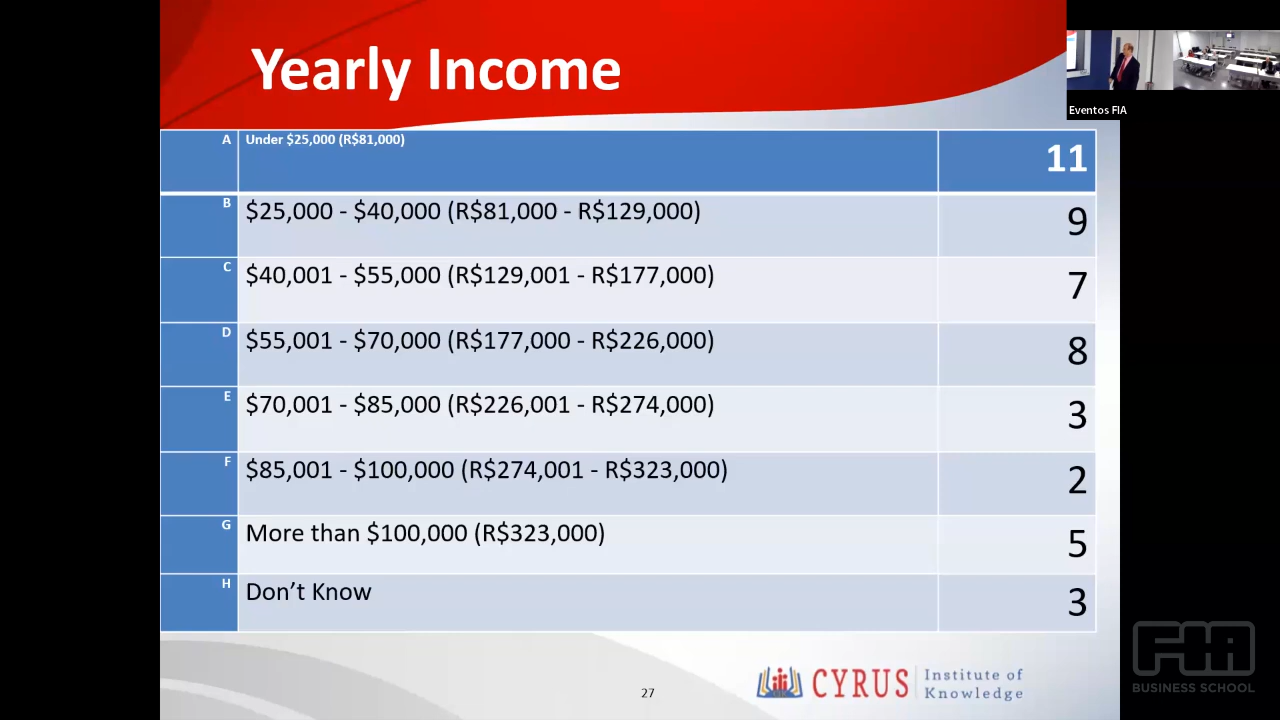 Yearly Income
Eventos FIA
A Under $25,000 (R$81,000) 11
B $25,000 - $40,000 (R$81,000 - R$129,000) 9
C $40,001 - $55,000 (R$129,001 - R$177,000) 7
D $55,001 - $70,000 (R$177,000 - R$226,000) 8
E $70,001 - $85,000 (R$226,001 - R$274,000) 3
F $85,001 - $100,000 (R$274,001 - R$323,000) 2
G More than $100,000 (R$323,000) 5
H Don’t Know 3
27
CYRUS
Institute of
Knowledge
FIA
BUSINESS SCHOOL